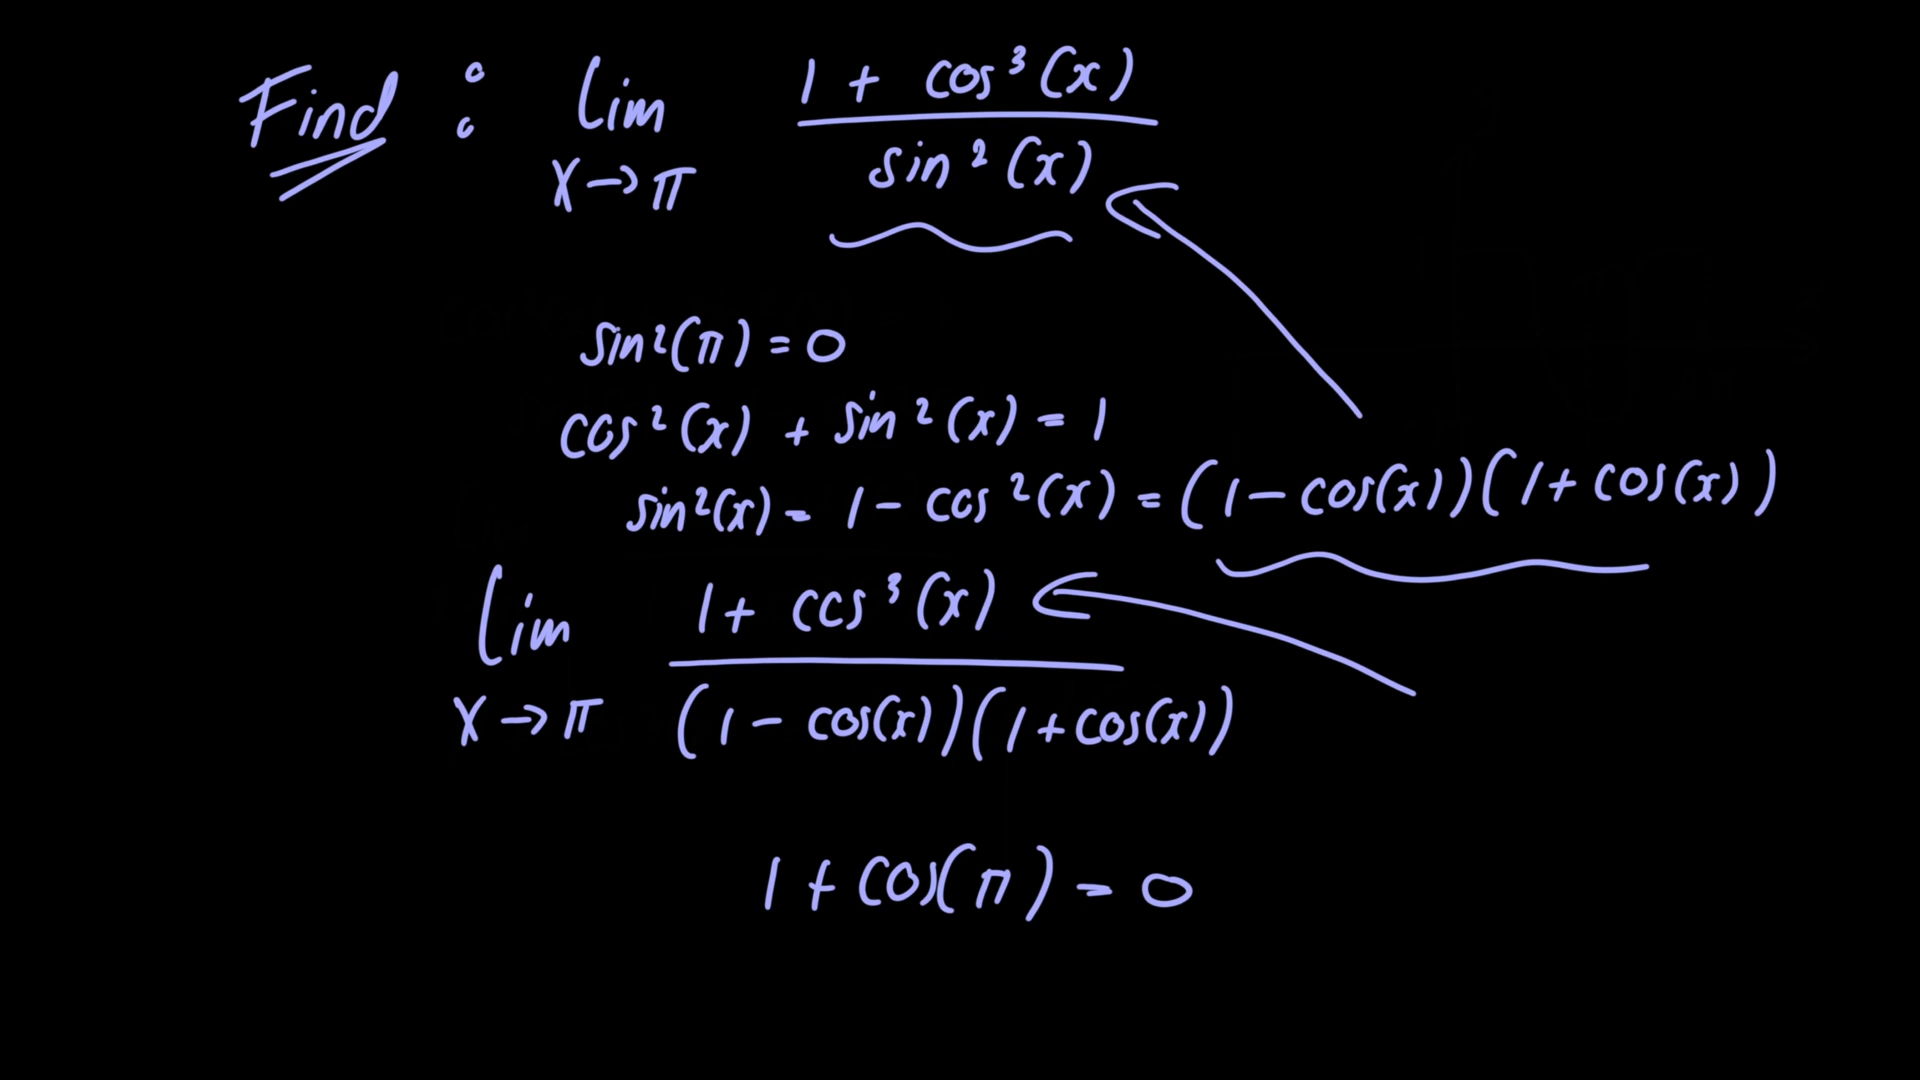 Find : lim 1 + cos³(x)
x→π sin²(x)
sin²(π) = 0
cos²(x) + sin²(x) = 1
sin²(x) = 1 - cos²(x) = (1 - cos(x))(1 + cos(x))
lim 1 + cos³(x)
x→π (1 - cos(x))(1 + cos(x))
1 + cos(π) = 0